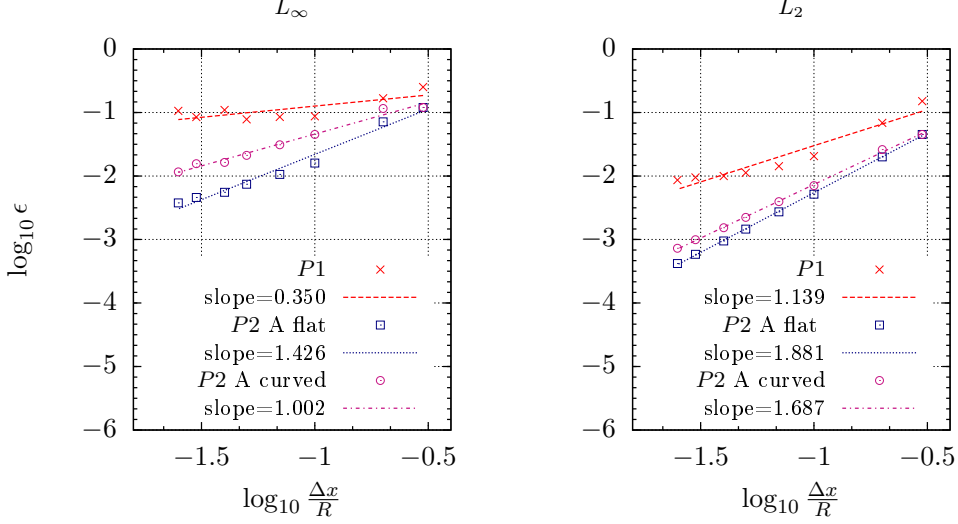 L∞
0
−1
−2
−3
−4
−5
−6
log10 ϵ
P1
slope=0.350
P2 A flat
slope=1.426
P2 A curved
slope=1.002
−1.5 −1 −0.5
log10 Δx/R
L2
0
−1
−2
−3
−4
−5
−6
P1
slope=1.139
P2 A flat
slope=1.881
P2 A curved
slope=1.687
−1.5 −1 −0.5
log10 Δx/R